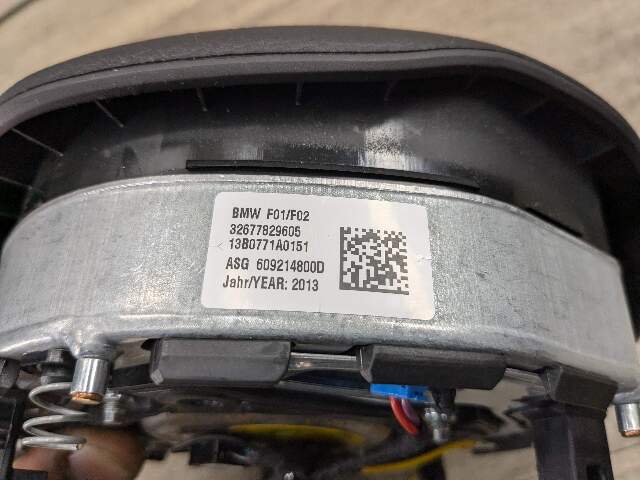 BMW F01/F02
32677829605
13B0771A0151
ASG 609214800D
Jahr/YEAR: 2013